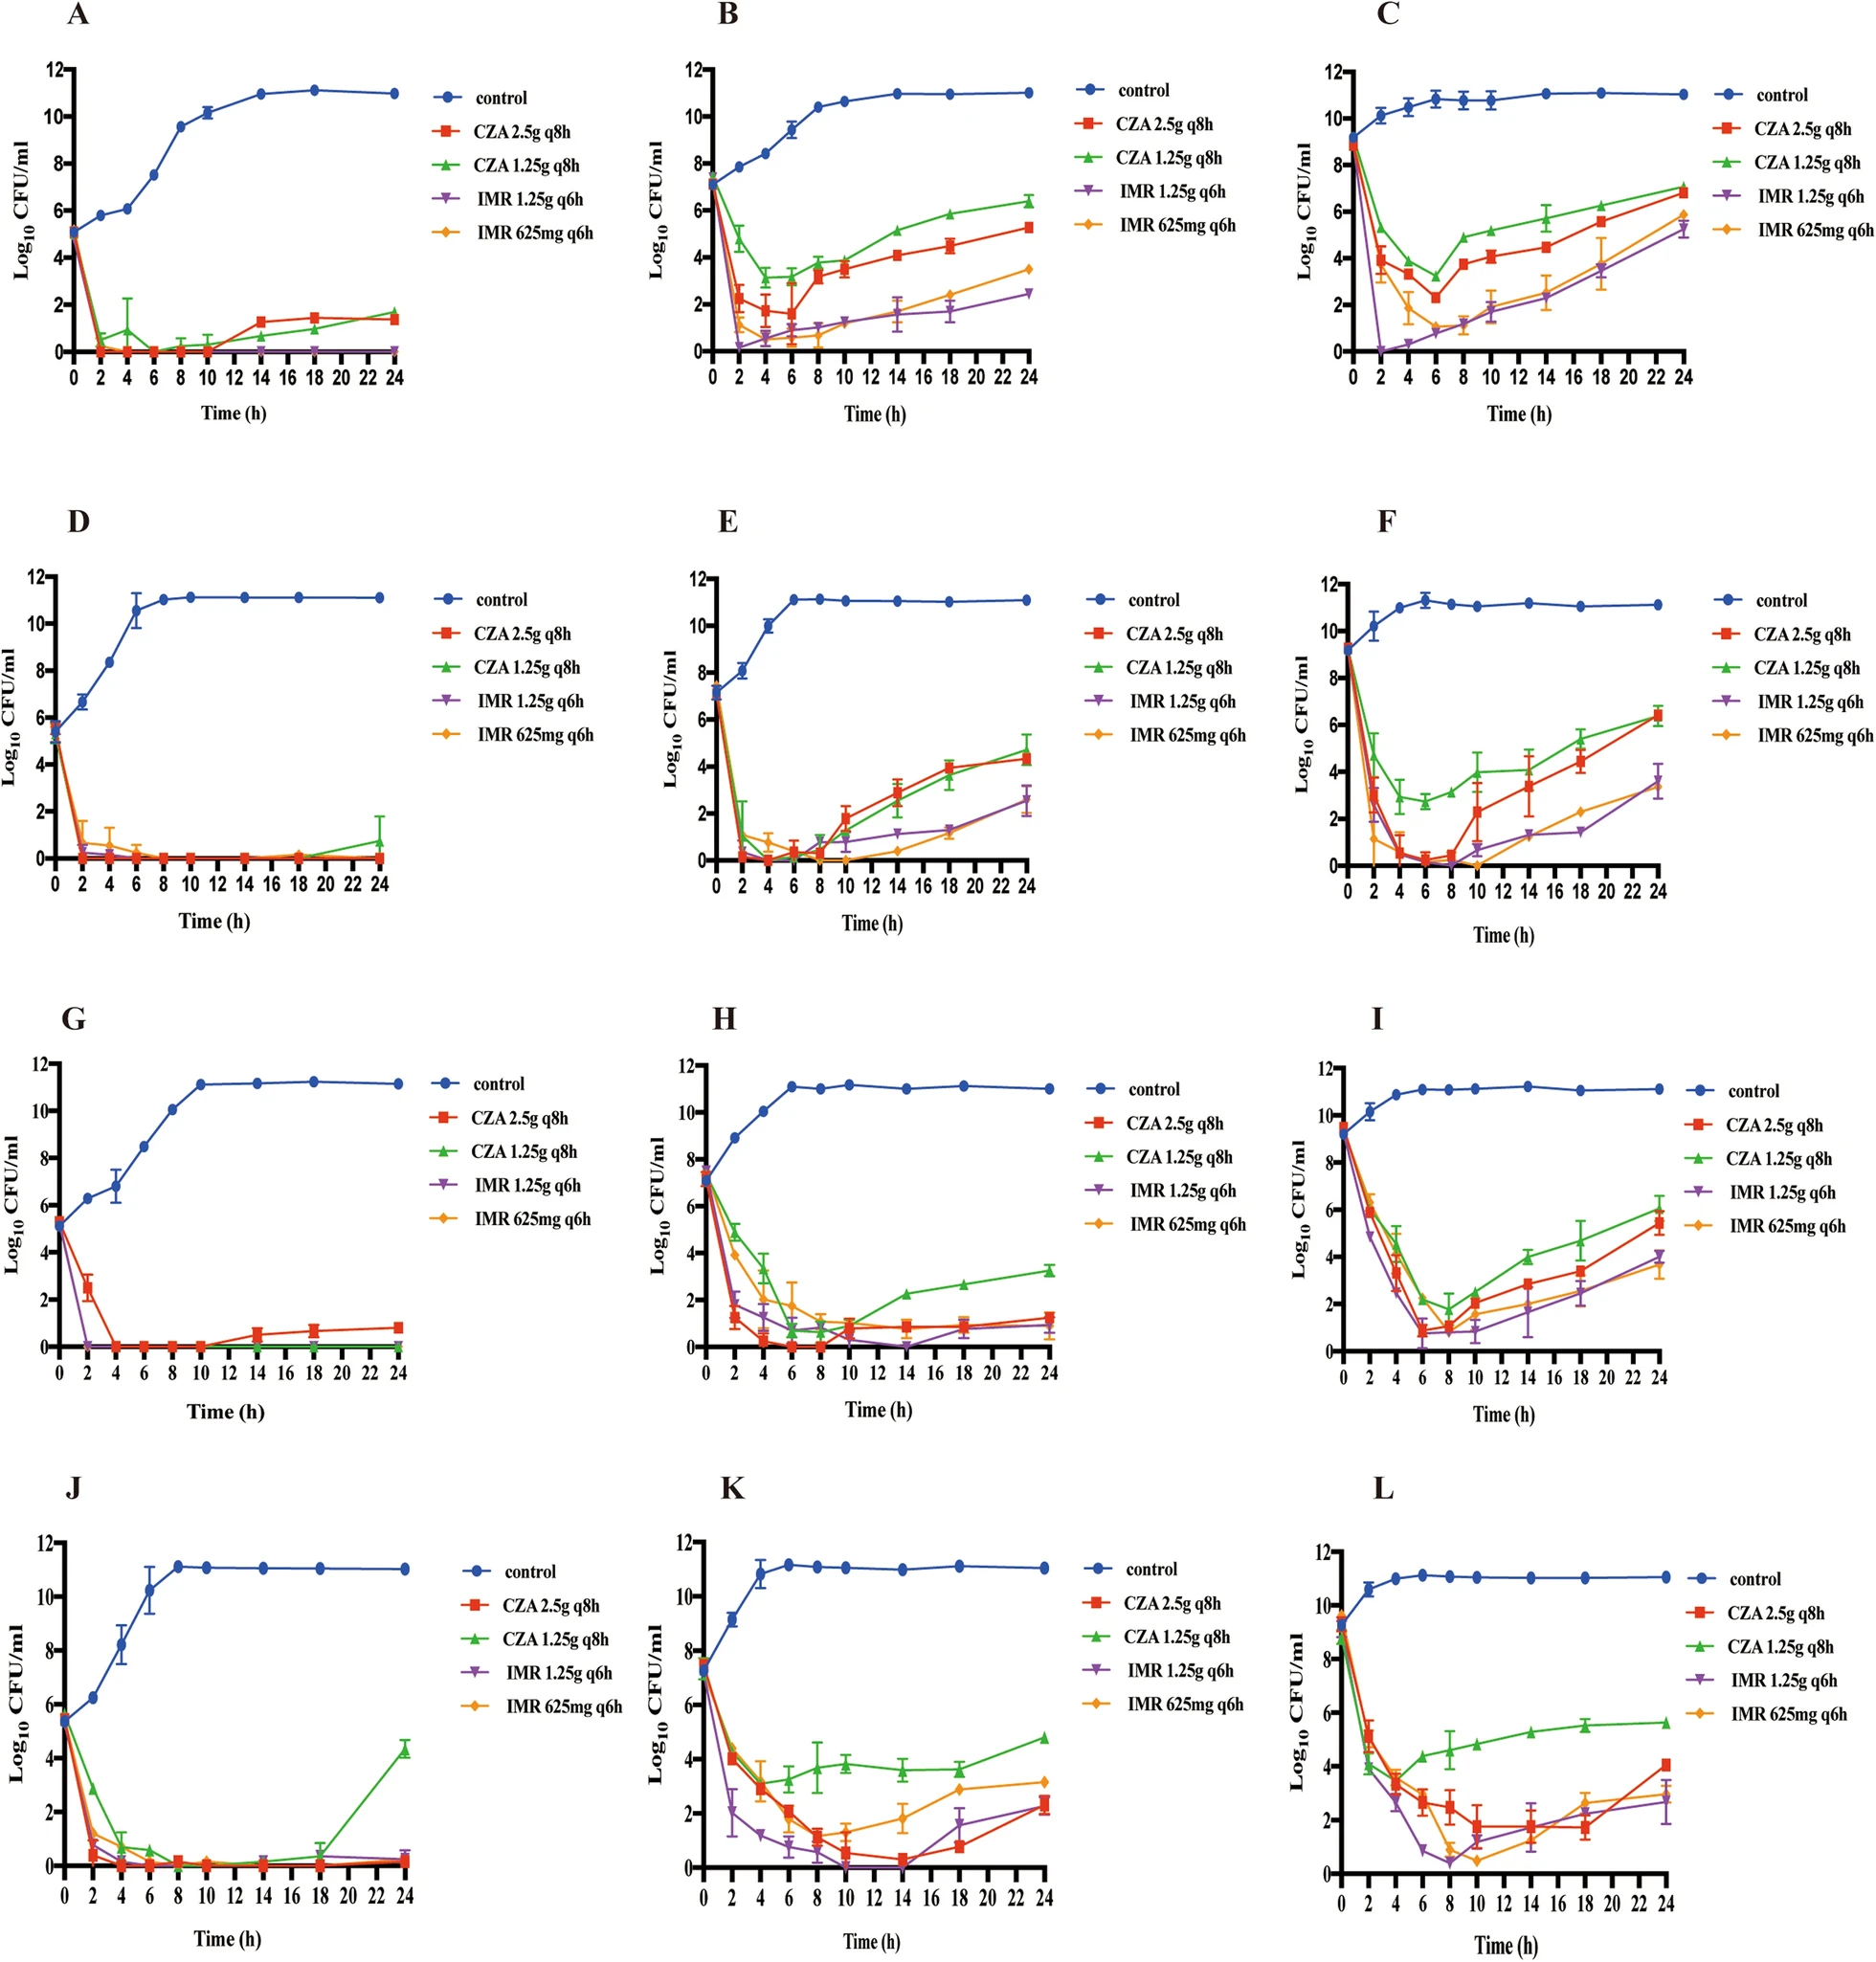 A
12
10
8
6
4
2
0
Log10 CFU/ml
0 2 4 6 8 10 12 14 16 18 20 22 24
Time (h)
control
CZA 2.5g q8h
CZA 1.25g q8h
IMR 1.25g q6h
IMR 625mg q6h
B
12
10
8
6
4
2
0
Log10 CFU/ml
0 2 4 6 8 10 12 14 16 18 20 22 24
Time (h)
control
CZA 2.5g q8h
CZA 1.25g q8h
IMR 1.25g q6h
IMR 625mg q6h
C
12
10
8
6
4
2
0
Log10 CFU/ml
0 2 4 6 8 10 12 14 16 18 20 22 24
Time (h)
control
CZA 2.5g q8h
CZA 1.25g q8h
IMR 1.25g q6h
IMR 625mg q6h
D
12
10
8
6
4
2
0
Log10 CFU/ml
0 2 4 6 8 10 12 14 16 18 20 22 24
Time (h)
control
CZA 2.5g q8h
CZA 1.25g q8h
IMR 1.25g q6h
IMR 625mg q6h
E
12
10
8
6
4
2
0
Log10 CFU/ml
0 2 4 6 8 10 12 14 16 18 20 22 24
Time (h)
control
CZA 2.5g q8h
CZA 1.25g q8h
IMR 1.25g q6h
IMR 625mg q6h
F
12
10
8
6
4
2
0
Log10 CFU/ml
0 2 4 6 8 10 12 14 16 18 20 22 24
Time (h)
control
CZA 2.5g q8h
CZA 1.25g q8h
IMR 1.25g q6h
IMR 625mg q6h
G
12
10
8
6
4
2
0
Log10 CFU/ml
0 2 4 6 8 10 12 14 16 18 20 22 24
Time (h)
control
CZA 2.5g q8h
CZA 1.25g q8h
IMR 1.25g q6h
IMR 625mg q6h
H
12
10
8
6
4
2
0
Log10 CFU/ml
0 2 4 6 8 10 12 14 16 18 20 22 24
Time (h)
control
CZA 2.5g q8h
CZA 1.25g q8h
IMR 1.25g q6h
IMR 625mg q6h
I
12
10
8
6
4
2
0
Log10 CFU/ml
0 2 4 6 8 10 12 14 16 18 20 22 24
Time (h)
control
CZA 2.5g q8h
CZA 1.25g q8h
IMR 1.25g q6h
IMR 625mg q6h
J
12
10
8
6
4
2
0
Log10 CFU/ml
0 2 4 6 8 10 12 14 16 18 20 22 24
Time (h)
control
CZA 2.5g q8h
CZA 1.25g q8h
IMR 1.25g q6h
IMR 625mg q6h
K
12
10
8
6
4
2
0
Log10 CFU/ml
0 2 4 6 8 10 12 14 16 18 20 22 24
Time (h)
control
CZA 2.5g q8h
CZA 1.25g q8h
IMR 1.25g q6h
IMR 625mg q6h
L
12
10
8
6
4
2
0
Log10 CFU/ml
0 2 4 6 8 10 12 14 16 18 20 22 24
Time (h)
control
CZA 2.5g q8h
CZA 1.25g q8h
IMR 1.25g q6h
IMR 625mg q6h